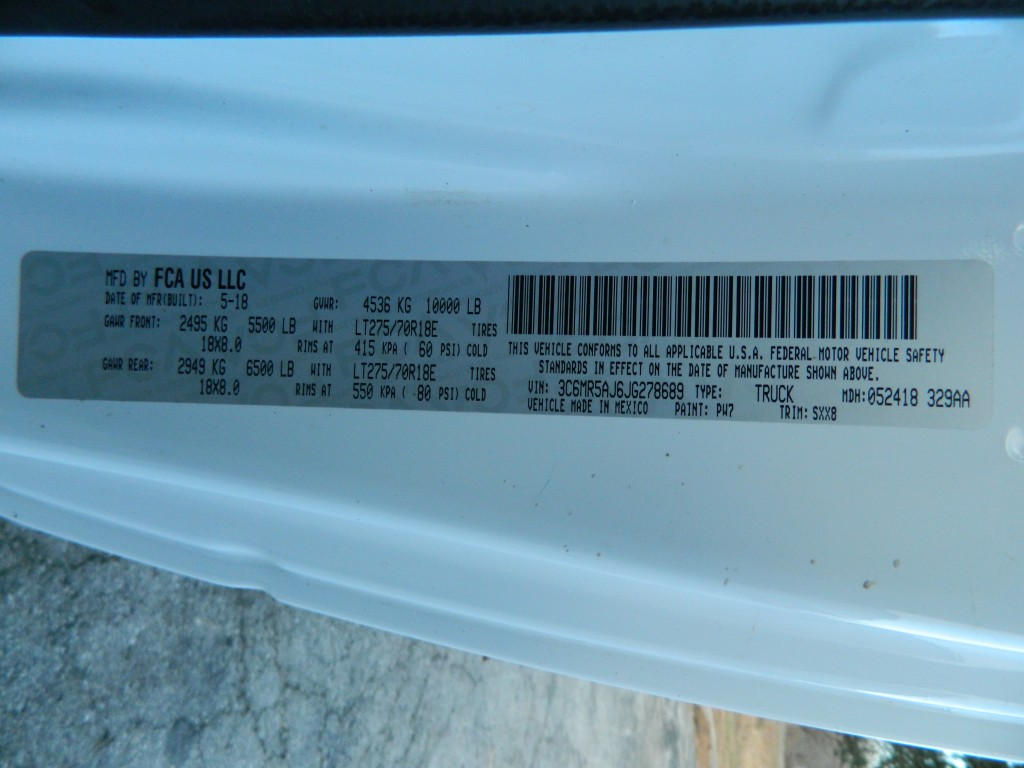 MFD BY FCA US LLC
DATE OF MFR(BUILT): 5-18 GVWR: 4536 KG 10000 LB
GAWR FRONT: 2495 KG 5500 LB WITH LT275/70R18E TIRES
18X8.0 RIMS AT 415 KPA ( 60 PSI) COLD
GAWR REAR: 2949 KG 6500 LB WITH LT275/70R18E TIRES
18X8.0 RIMS AT 550 KPA ( 80 PSI) COLD
THIS VEHICLE CONFORMS TO ALL APPLICABLE U.S.A. FEDERAL MOTOR VEHICLE SAFETY
STANDARDS IN EFFECT ON THE DATE OF MANUFACTURE SHOWN ABOVE.
VIN: 3C6MR5AJ6JG278689 TYPE: TRUCK MDH:052418 329AA
VEHICLE MADE IN MEXICO PAINT: PW7 TRIM: SXX8